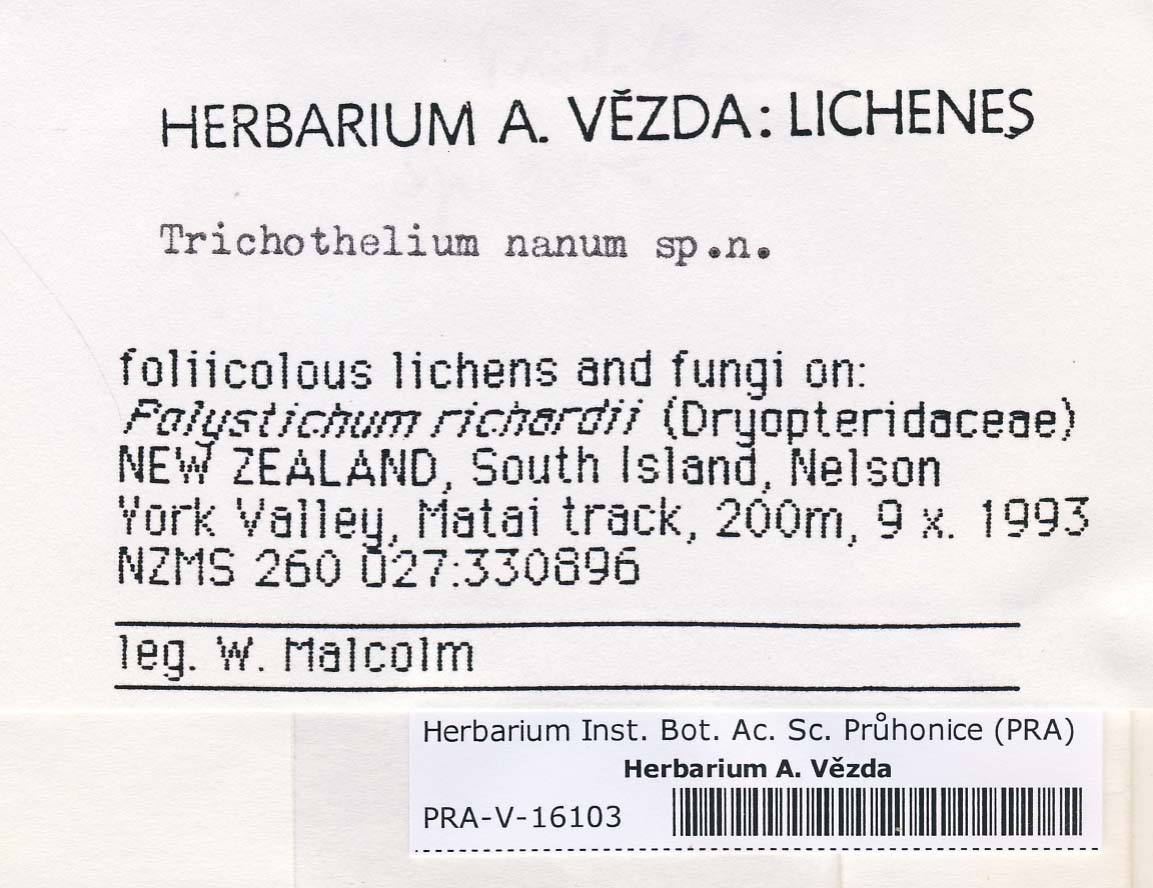 HERBARIUM A. VĚZDA: LICHENES
Trichothelium nanum sp.n.
foliicolous lichens and fungi on:
Polystichum richardii (Dryopteridaceae)
NEW ZEALAND, South Island, Nelson
York Valley, Matai track, 200m, 9 x. 1993
NZMS 260 027:330896
leg. W. Malcolm
Herbarium Inst. Bot. Ac. Sc. Průhonice (PRA)
Herbarium A. Vězda
PRA-V-16103